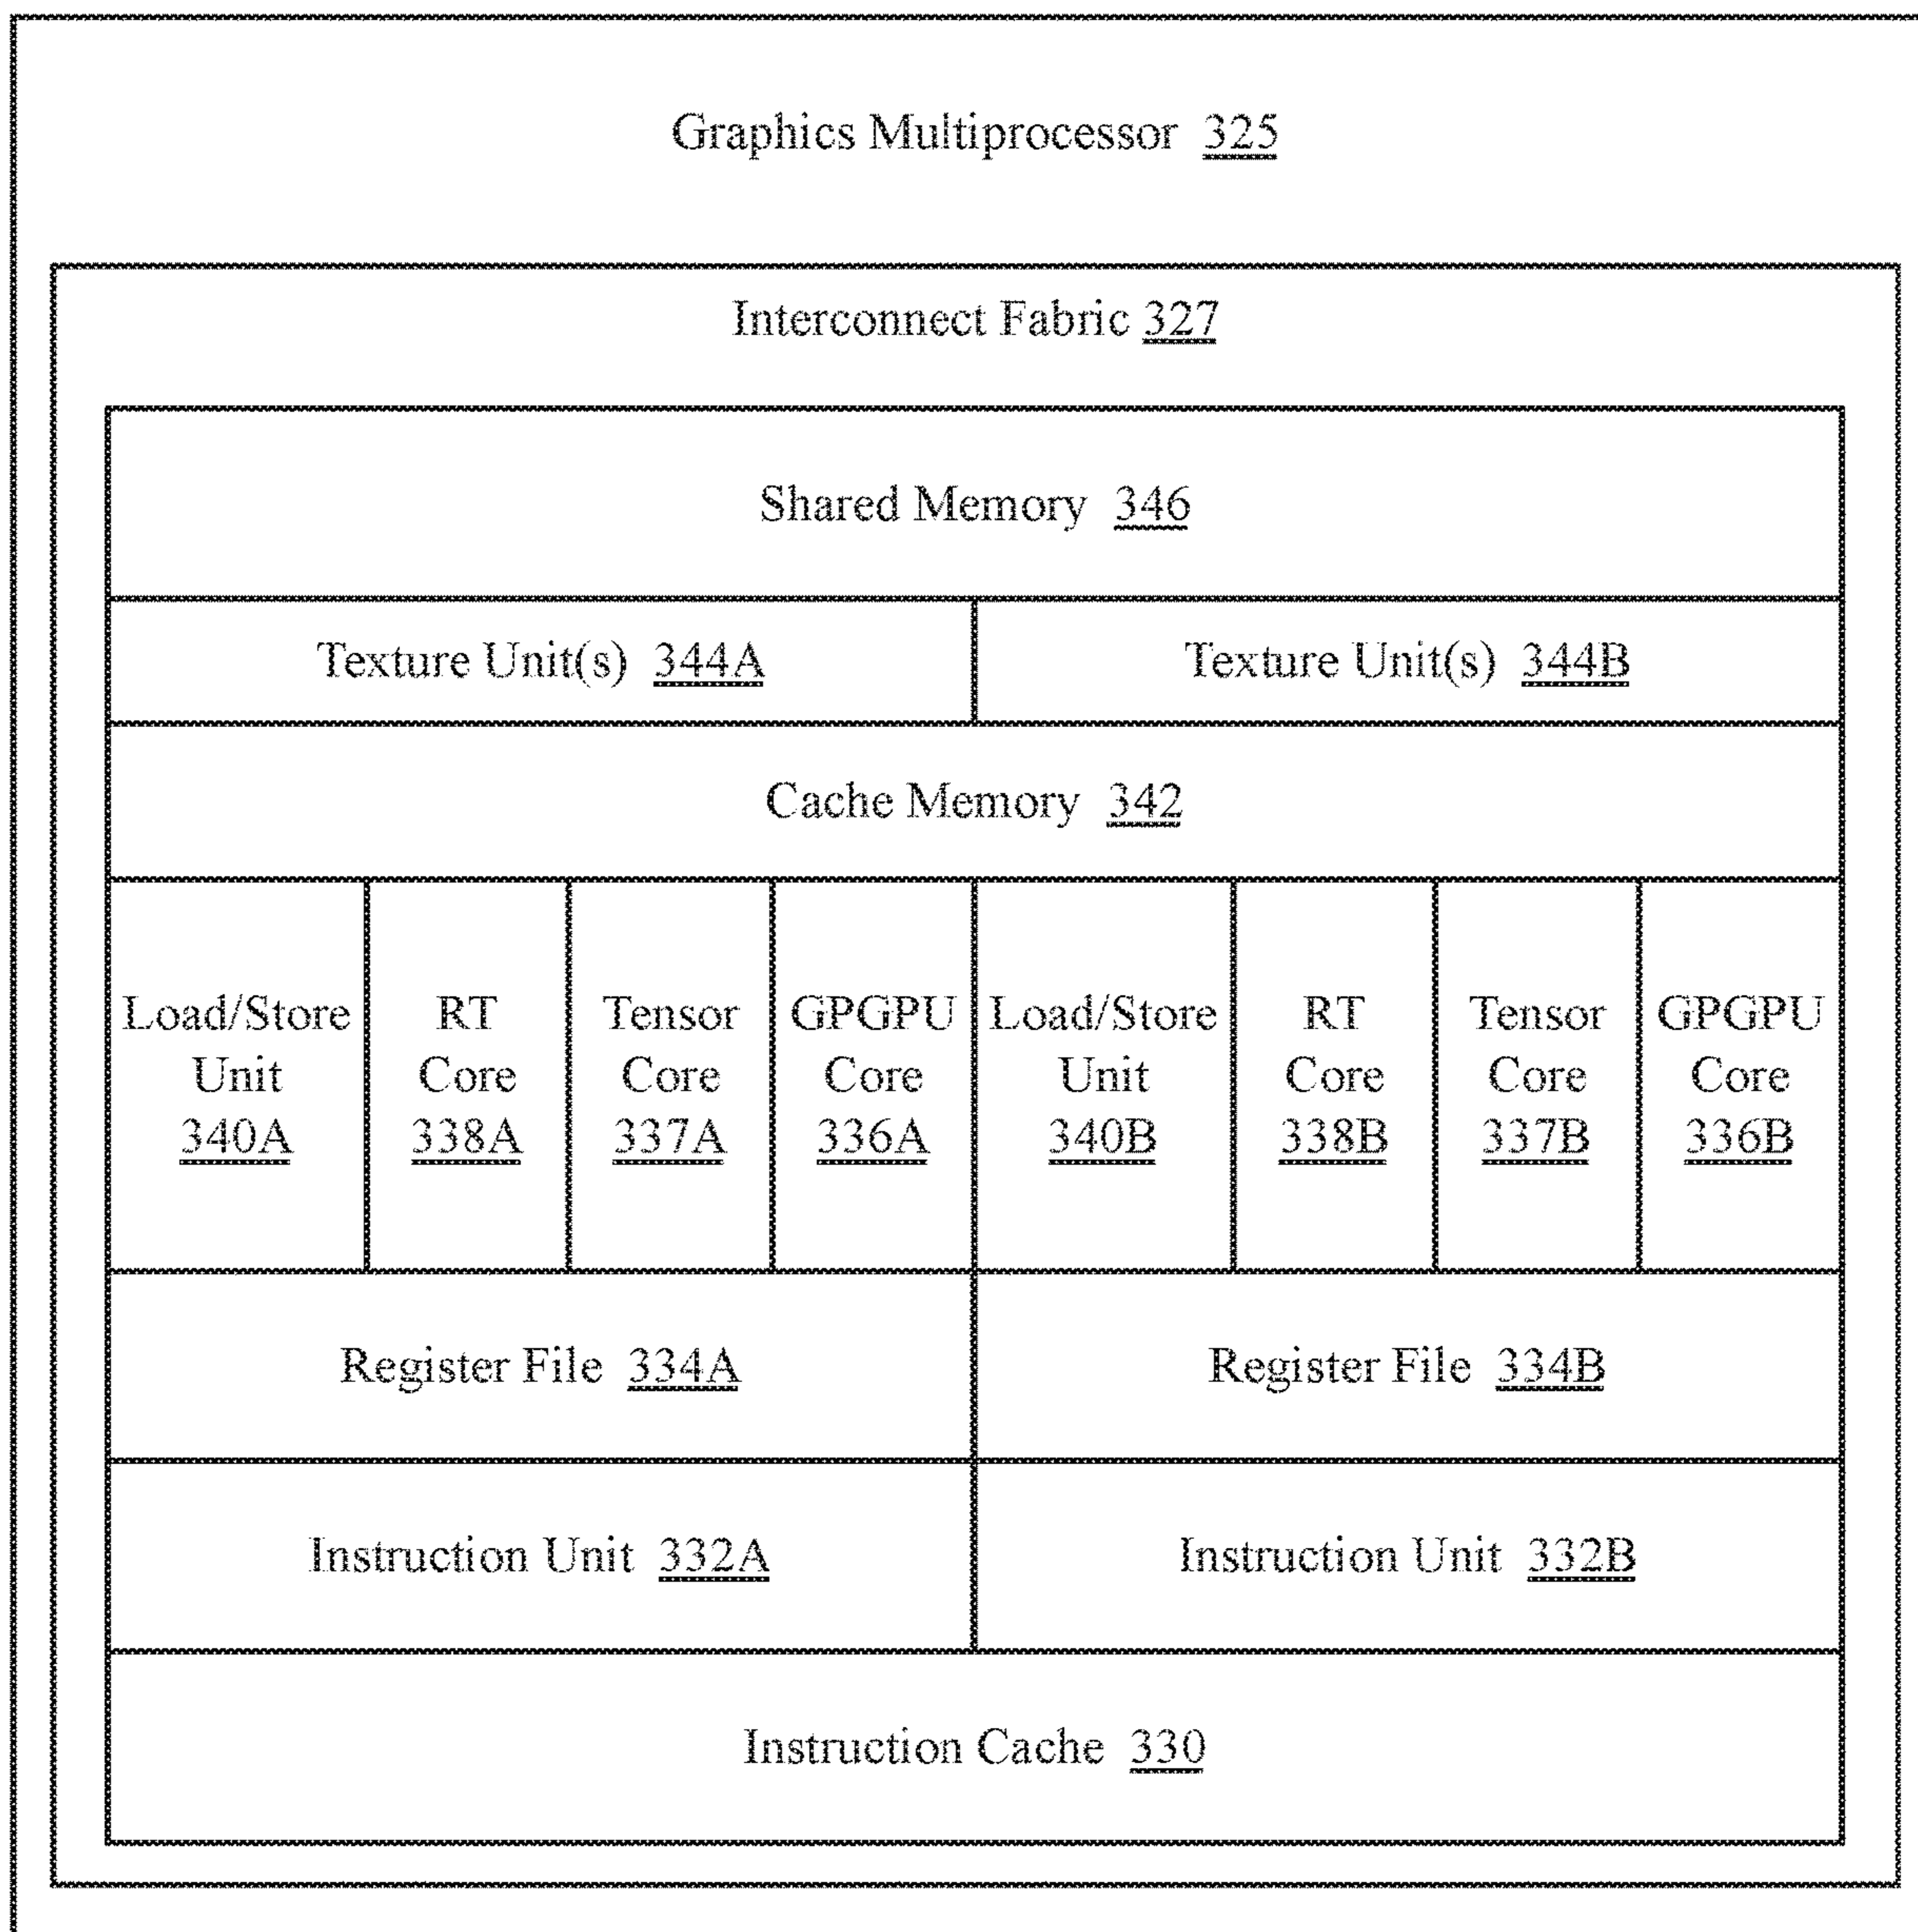 Graphics Multiprocessor 325
Interconnect Fabric 327
Shared Memory 346
Texture Unit(s) 344A
Texture Unit(s) 344B
Cache Memory 342
Load/Store
Unit
340A
RT
Core
338A
Tensor
Core
337A
GPGPU
Core
336A
Load/Store
Unit
340B
RT
Core
338B
Tensor
Core
337B
GPGPU
Core
336B
Register File 334A
Register File 334B
Instruction Unit 332A
Instruction Unit 332B
Instruction Cache 330